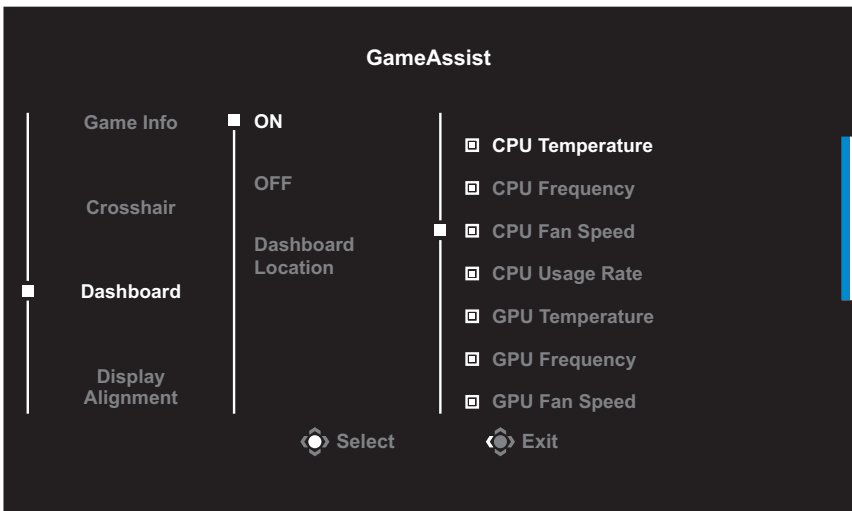 GameAssist
Game Info
Crosshair
Dashboard
Display
Alignment
ON
OFF
Dashboard
Location
CPU Temperature
CPU Frequency
CPU Fan Speed
CPU Usage Rate
GPU Temperature
GPU Frequency
GPU Fan Speed
Select
Exit